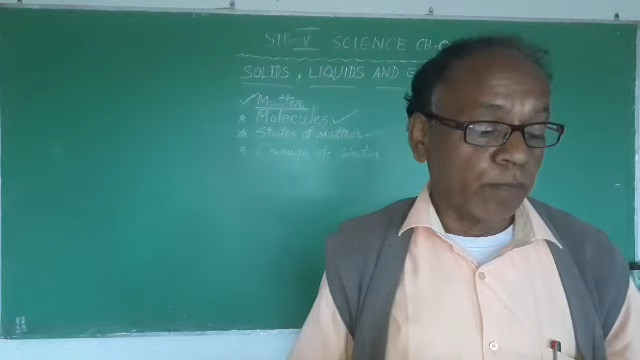 STD-V SCIENCE CH-
SOLIDS, LIQUIDS AND G
✓ Matter
* Molecules ✓
* States of matter
* Change of states